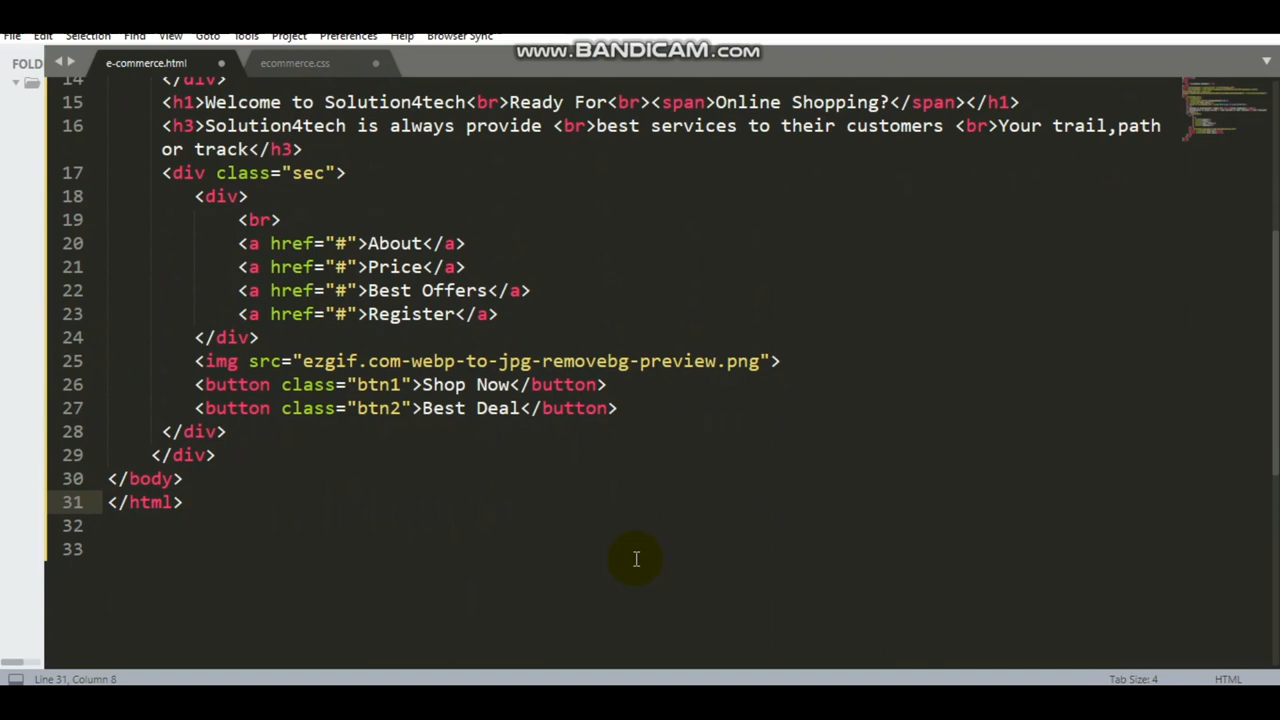 File Edit Selection Find View Goto Tools Project Preferences Help Browser Sync
www.BANDICAM.com
FOLD
e-commerce.html
ecommerce.css
14 </div>
15 <h1>Welcome to Solution4tech<br>Ready For<br><span>Online Shopping?</span></h1>
16 <h3>Solution4tech is always provide <br>best services to their customers <br>Your trail,path
or track</h3>
17 <div class="sec">
18 <div>
19 <br>
20 <a href="#">About</a>
21 <a href="#">Price</a>
22 <a href="#">Best Offers</a>
23 <a href="#">Register</a>
24 </div>
25 <img src="ezgif.com-webp-to-jpg-removebg-preview.png">
26 <button class="btn1">Shop Now</button>
27 <button class="btn2">Best Deal</button>
28 </div>
29 </div>
30 </body>
31 </html>
32
33
Line 31, Column 8
Tab Size: 4
HTML